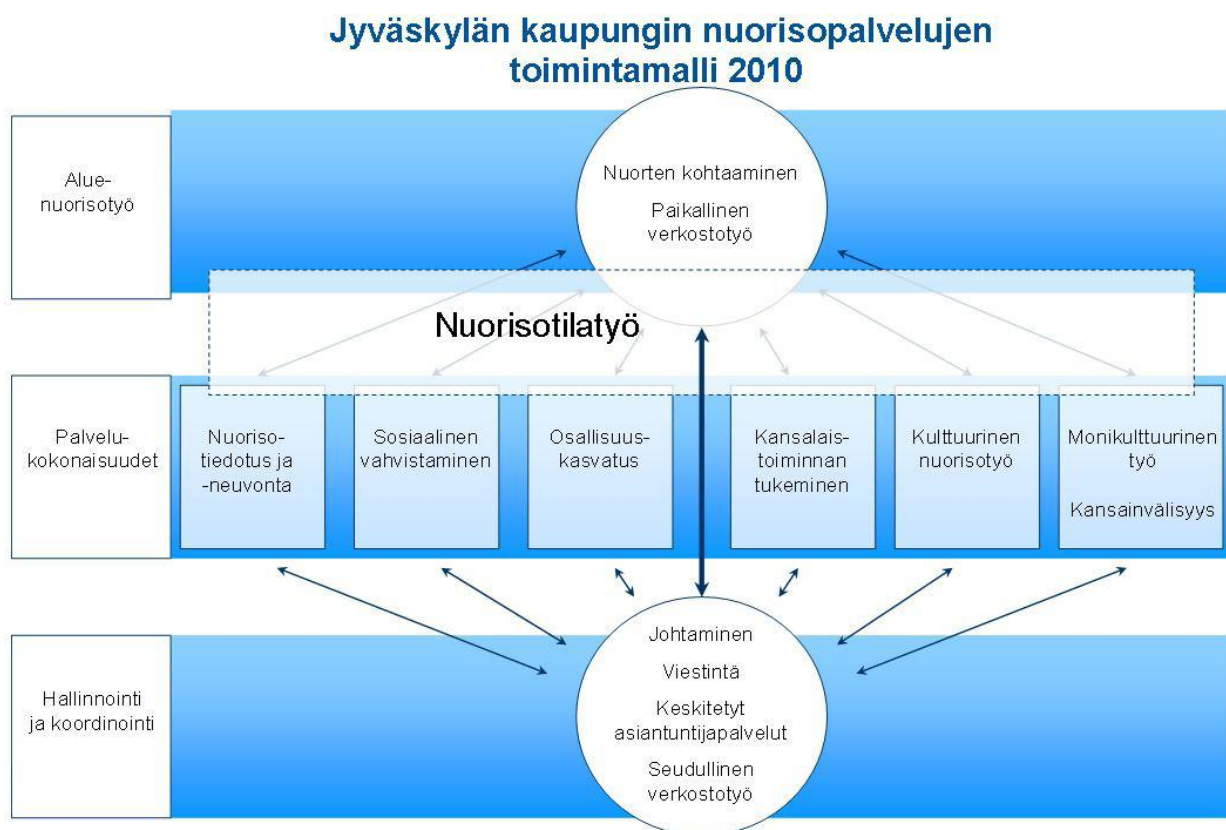 Jyväskylän kaupungin nuorisopalvelujen
toimintamalli 2010
Alue-
nuorisotyö
Nuorten kohtaaminen
Paikallinen
verkostotyö
Nuorisotilatyö
Palvelu-
kokonaisuudet
Nuoriso-
tiedotus ja
-neuvonta
Sosiaalinen
vahvistaminen
Osallisuus-
kasvatus
Kansalais-
toiminnan
tukeminen
Kulttuurinen
nuorisotyö
Monikulttuurinen
työ
Kansainvälisyys
Hallinnointi
ja koordinointi
Johtaminen
Viestintä
Keskitetyt
asiantuntijapalvelut
Seudullinen
verkostotyö